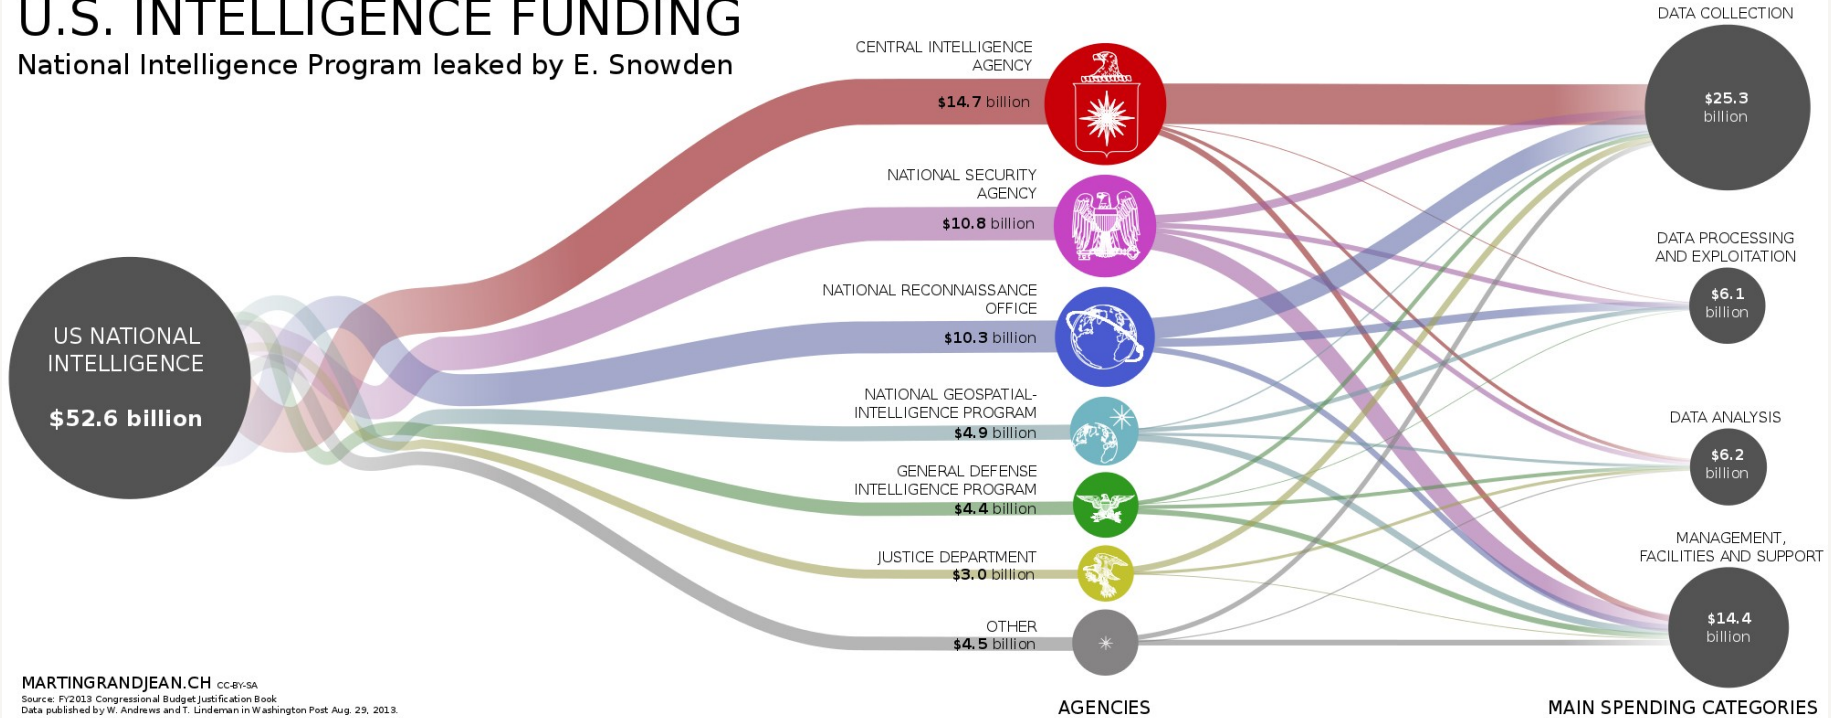 U.S. INTELLIGENCE FUNDING
National Intelligence Program leaked by E. Snowden
US NATIONAL
INTELLIGENCE
$52.6 billion
CENTRAL INTELLIGENCE
AGENCY
$14.7 billion
NATIONAL SECURITY
AGENCY
$10.8 billion
NATIONAL RECONNAISSANCE
OFFICE
$10.3 billion
NATIONAL GEOSPATIAL-
INTELLIGENCE PROGRAM
$4.9 billion
GENERAL DEFENSE
INTELLIGENCE PROGRAM
$4.4 billion
JUSTICE DEPARTMENT
$3.0 billion
OTHER
$4.5 billion
AGENCIES
DATA COLLECTION
$25.3
billion
DATA PROCESSING
AND EXPLOITATION
$6.1
billion
DATA ANALYSIS
$6.2
billion
MANAGEMENT,
FACILITIES AND SUPPORT
$14.4
billion
MAIN SPENDING CATEGORIES
MARTINGRANDJEAN.CH CC-BY-SA
Source: FY2013 Congressional Budget Justification Book
Data published by W. Andrews and T. Lindeman in Washington Post Aug. 29, 2013.